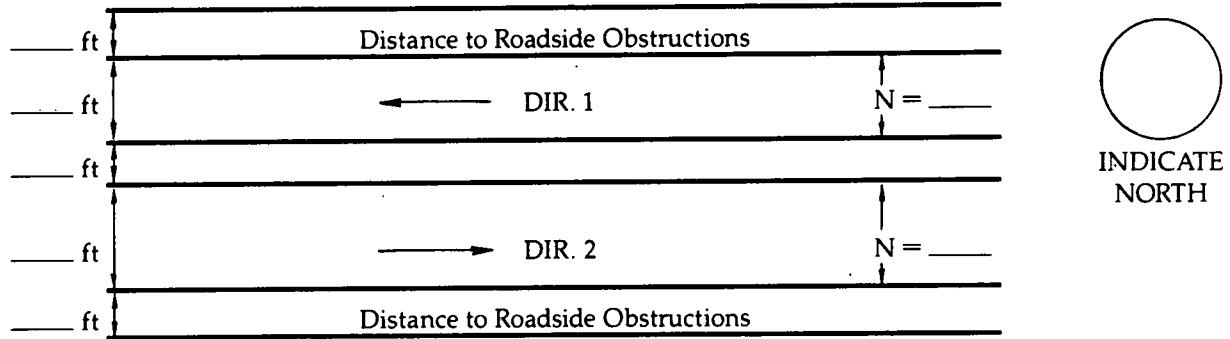 ____ ft Distance to Roadside Obstructions
____ ft DIR. 1 N = ____
____ ft
INDICATE
NORTH
____ ft DIR. 2 N = ____
____ ft Distance to Roadside Obstructions